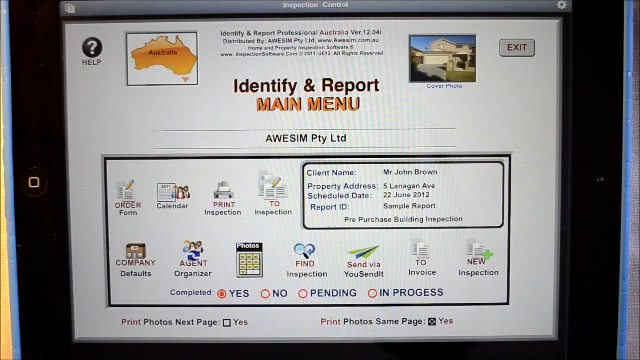 Inspection Control
Identify & Report Professional Australia Ver.12.04i
Distributed By: AWESIM Pty Ltd, www.Awesim.com.au
Home and Property Inspection Software ®
www.InspectionSoftware.Com © 2011-2012 All Rights Reserved
HELP
Australia
EXIT
Cover Photo
Identify & Report
MAIN MENU
AWESIM Pty Ltd
ORDER Form
2011
Calendar
PRINT Inspection
TO Inspection
Client Name: Mr John Brown
Property Address: 5 Lanagan Ave
Scheduled Date: 22 June 2012
Report ID: Sample Report
Pre Purchase Building Inspection
COMPANY Defaults
AGENT Organizer
Photos
FIND Inspection
Send via YouSendIt
TO Invoice
NEW Inspection
Completed: YES NO PENDING IN PROGESS
Print Photos Next Page: Yes
Print Photos Same Page: Yes